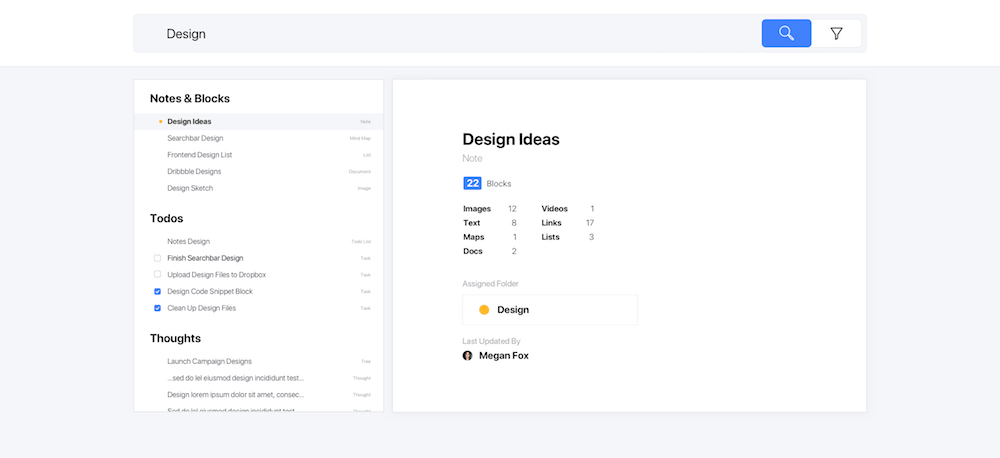 Design
Notes & Blocks
Design Ideas Note
Searchbar Design Mind Map
Frontend Design List List
Dribbble Designs Document
Design Sketch Image
Todos
Notes Design Todo List
Finish Searchbar Design Task
Upload Design Files to Dropbox Task
Design Code Snippet Block Task
Clean Up Design Files Task
Thoughts
Launch Campaign Designs Tree
...sed do lel eiusmod design incididunt test... Thought
Design lorem ipsum dolor sit amet, consec... Thought
Sed do lel eiusmod design incididunt test Thought
Design Ideas
Note
22 Blocks
Images 12 Videos 1
Text 8 Links 17
Maps 1 Lists 3
Docs 2
Assigned Folder
Design
Last Updated By
Megan Fox